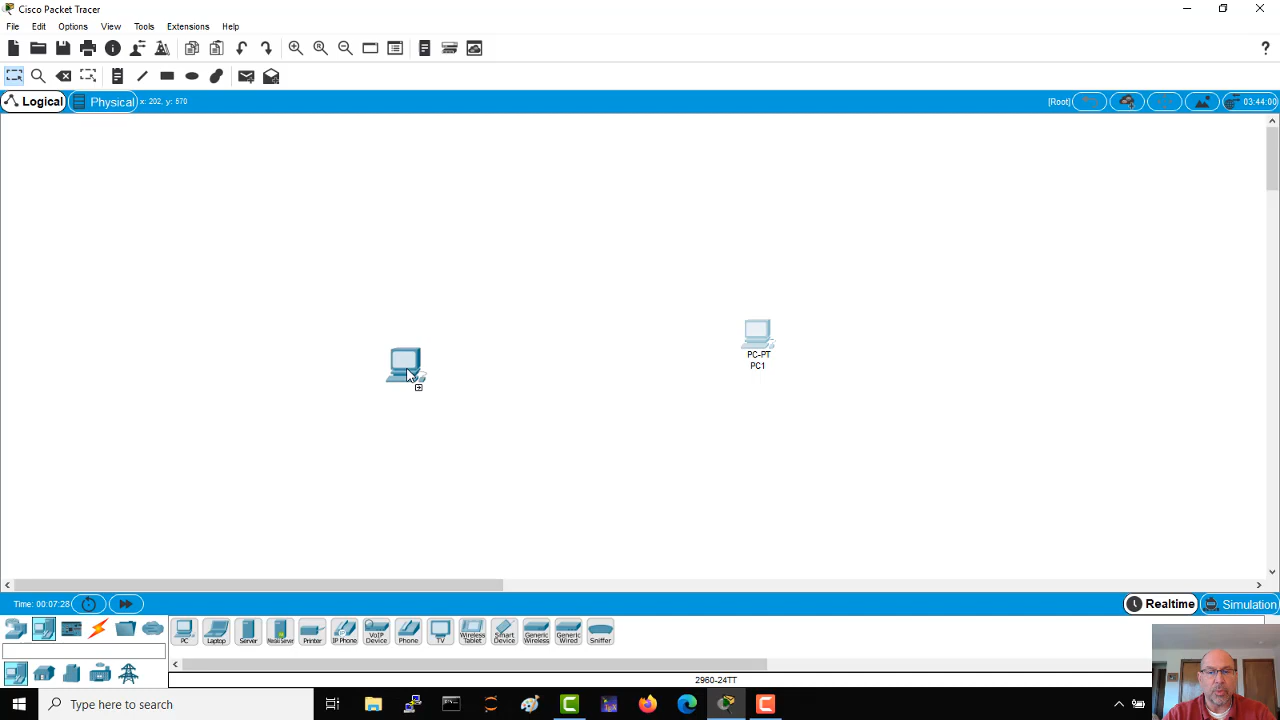 Cisco Packet Tracer
File Edit Options View Tools Extensions Help
?
Logical Physical x: 202, y: 570 [Root] 03:44:00
PC-PT
PC1
Time: 00:07:28 Realtime Simulation
PC Laptop Server Printer IP Phone VoIP Device Phone TV Wireless Tablet Smart Device Generic Wireless Generic Wired Sniffer
2960-24TT
Type here to search